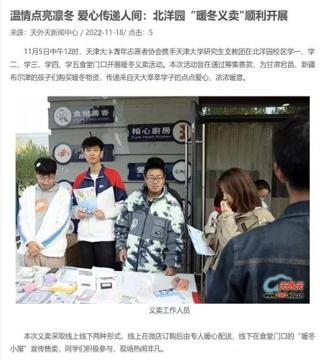 温情点亮凛冬 爱心传递人间：北洋园“暖冬义卖"顺利开展
来源：天外天新闻中心 / 2022-11-18/ 点击：5
11月5日中午12时，天津大学青年志愿者协会携手天津大学研究生支教团在北洋园校区学一、学
二、学三、学四、学五食堂门口开展暖冬义卖活动。本次活动旨在通过筹集善款，为甘肃宕昌、新疆
布尔津的孩子们购买暖冬物资，传递来自天大莘莘学子的点点爱心、浓浓暖意。
榕心厨房
天外天
义卖工作人员
本次义卖采取线上线下两种形式，线上在微店订购后由专人暖心配送，线下在食堂门口的“暖冬
小屋”宣传售卖，同学们积极参与，现场热闹非凡。